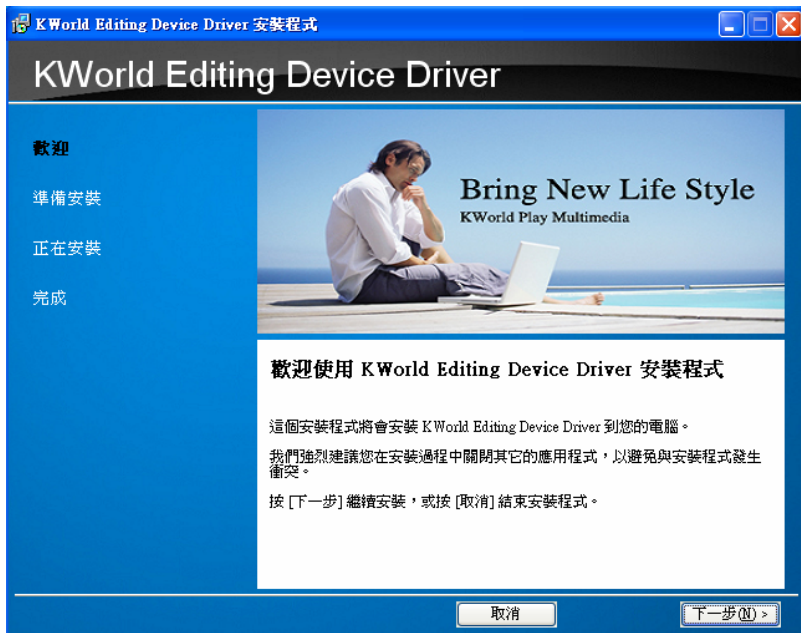 KWorld Editing Device Driver 安裝程式
KWorld Editing Device Driver
歡迎
準備安裝
正在安裝
完成
Bring New Life Style
KWorld Play Multimedia
歡迎使用 KWorld Editing Device Driver 安裝程式
這個安裝程式將會安裝 KWorld Editing Device Driver 到您的電腦。
我們強烈建議您在安裝過程中關閉其它的應用程式，以避免與安裝程式發生
衝突。
按 [下一步] 繼續安裝，或按 [取消] 結束安裝程式。
取消
下一步(N) >